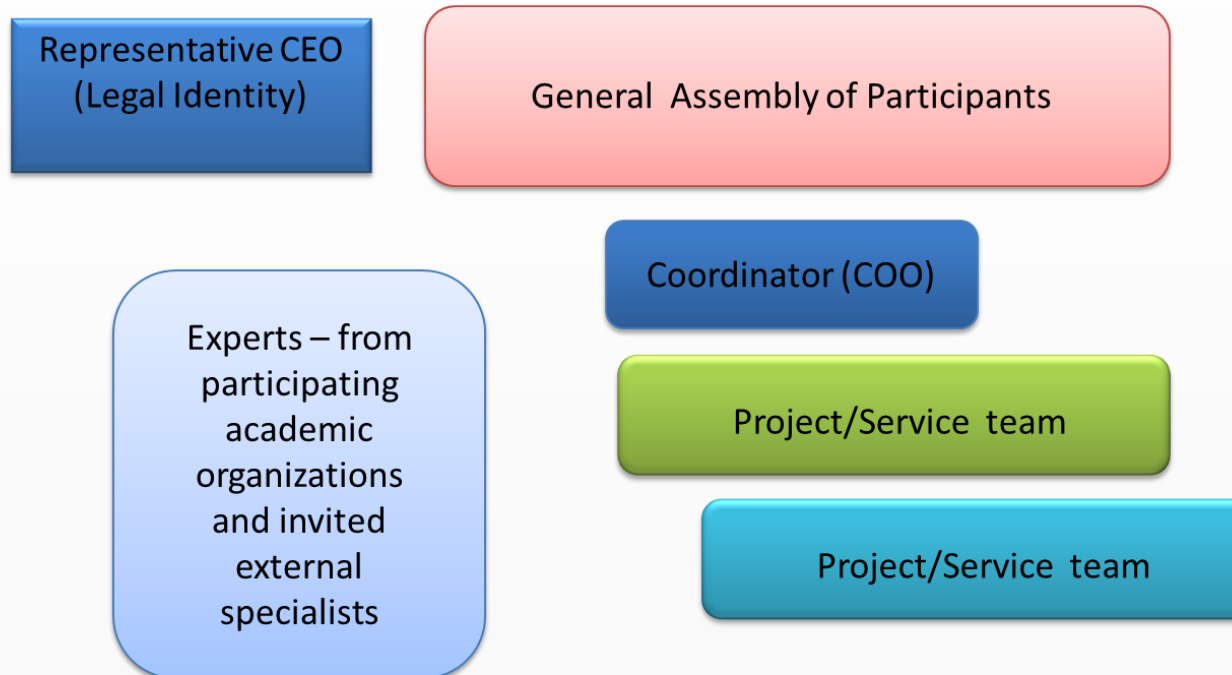 Representative CEO
(Legal Identity)
General Assembly of Participants
Coordinator (COO)
Experts – from
participating
academic
organizations
and invited
external
specialists
Project/Service team
Project/Service team